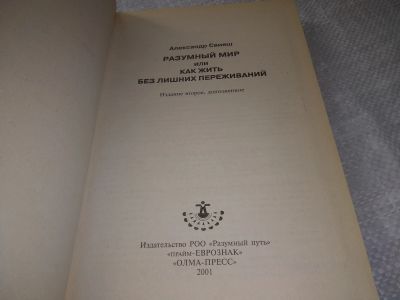 Александр Свияш
РАЗУМНЫЙ МИР
или
КАК ЖИТЬ
БЕЗ ЛИШНИХ ПЕРЕЖИВАНИЙ
Издание второе, дополненное
Издательство РОО «Разумный путь»
«ПРАЙМ-ЕВРОЗНАК»
«ОЛМА-ПРЕСС»
2001